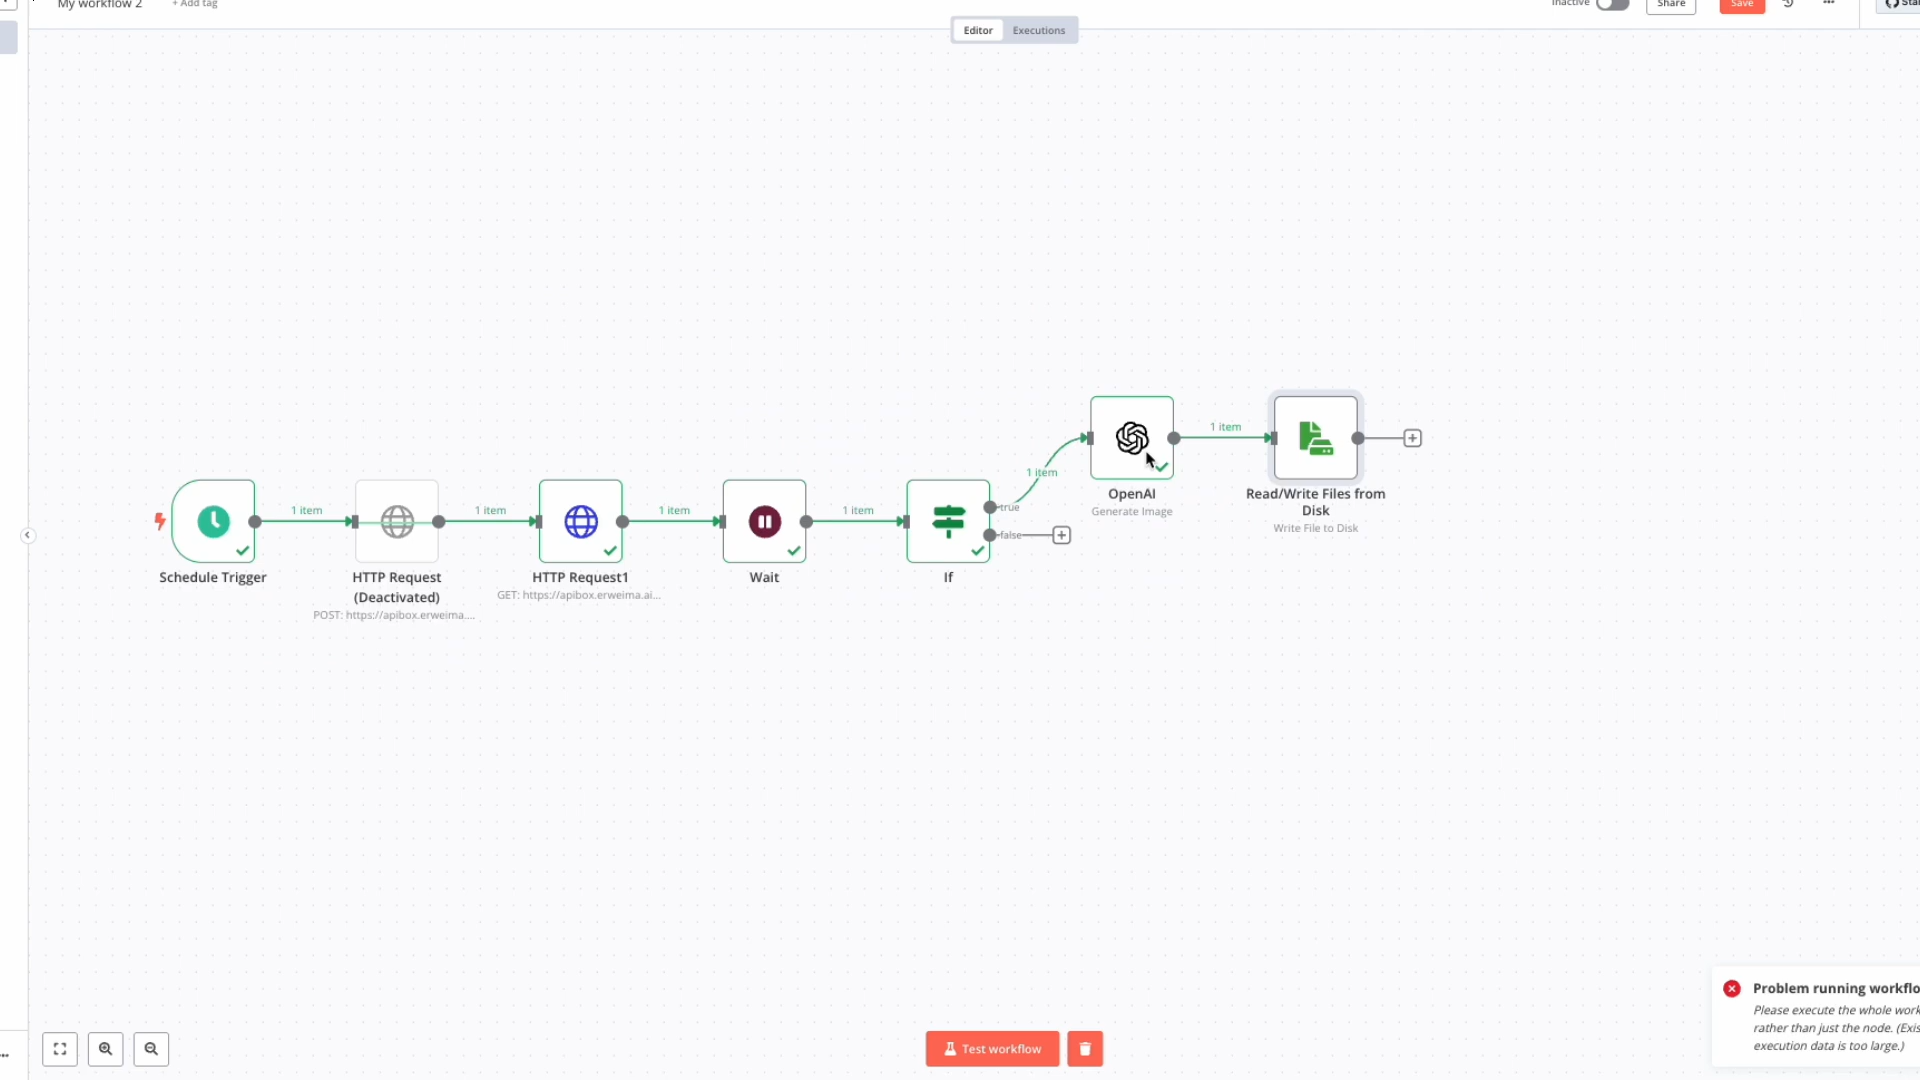 My workflow 2
+ Add tag
Inactive
Share
Save
Editor
Executions
1 item
1 item
1 item
1 item
1 item
1 item
true
false
Schedule Trigger
HTTP Request
(Deactivated)
POST: https://apibox.erweima....
HTTP Request1
GET: https://apibox.erweima.ai...
Wait
If
OpenAI
Generate Image
Read/Write Files from
Disk
Write File to Disk
Test workflow
Problem running workflo
Please execute the whole work
rather than just the node. (Exis
execution data is too large.)